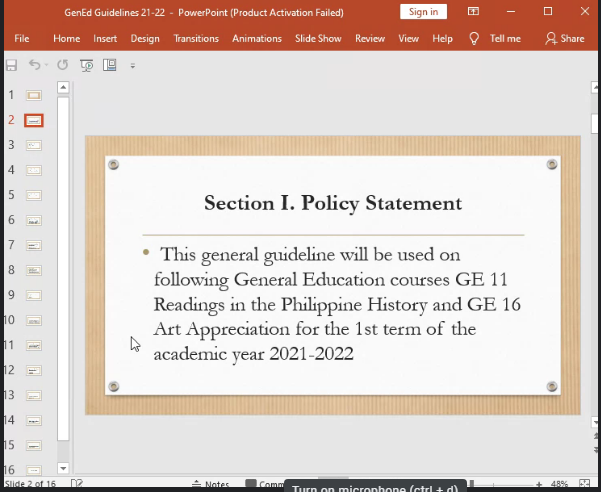 GenEd Guidelines 21-22 - PowerPoint (Product Activation Failed)
Sign in
File Home Insert Design Transitions Animations Slide Show Review View Help Tell me Share
1
2
3
4
5
6
7
8
9
10
11
12
13
14
15
16
Section I. Policy Statement
• This general guideline will be used on
following General Education courses GE 11
Readings in the Philippine History and GE 16
Art Appreciation for the 1st term of the
academic year 2021-2022
Slide 2 of 16 Notes Comm 48%
Turn on microphone (ctrl + d)